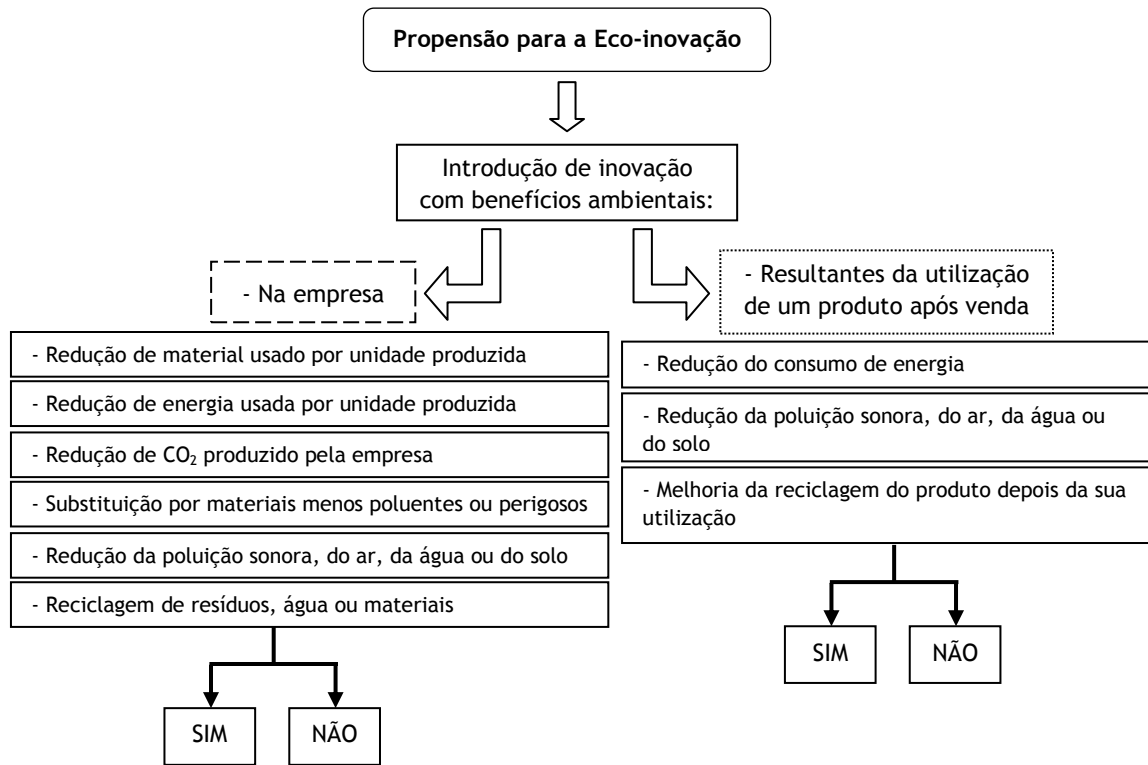 Propensão para a Eco-inovação
Introdução de inovação
com benefícios ambientais:
- Na empresa
- Redução de material usado por unidade produzida
- Redução de energia usada por unidade produzida
- Redução de CO₂ produzido pela empresa
- Substituição por materiais menos poluentes ou perigosos
- Redução da poluição sonora, do ar, da água ou do solo
- Reciclagem de resíduos, água ou materiais
SIM
NÃO
- Resultantes da utilização
de um produto após venda
- Redução do consumo de energia
- Redução da poluição sonora, do ar, da água ou
do solo
- Melhoria da reciclagem do produto depois da sua
utilização
SIM
NÃO